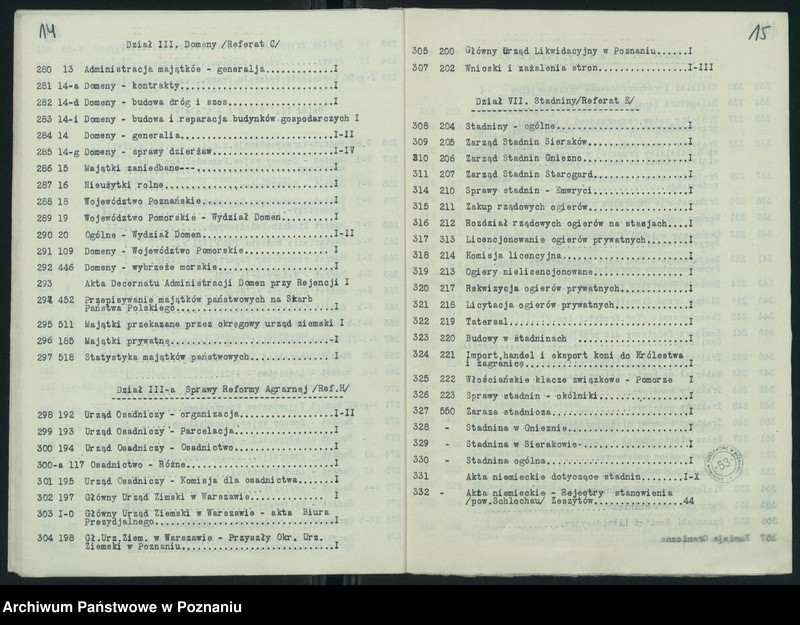 14
Dział III. Domeny /Referat C/
280 13 Administracja majątków - generalja.............I
281 14-a Domeny - kontrakty............................I
282 14-d Domeny - budowa dróg i szos...................I
283 14-i Domeny - budowa i reparacja budynków gospodarczych I
284 14 Domeny - generalia............................I-II
285 14-g Domeny - sprawy dzierżaw......................I-IV
286 15 Majątki zaniedbane---.........................I
287 16 Nieużytki rolne...............................I
288 18 Województwo Poznańskie........................I
289 19 Województwo Pomorskie - Wydział Domen..........I
290 20 Ogólne - Wydział Domen........................I-II
291 109 Domeny - Województwo Pomorskie................I
292 446 Domeny - wybrzeże morskie.....................I
293 Akta Decernatu Administracji Domen przy Rejencji I
294 452 Przepisywanie majątków państwowych na Skarb
Państwa Polskiego.............................I
295 511 Majątki przekazane przez okręgowy urząd ziemski I
296 185 Majątki prywatne..............................-I
297 518 Statystyka majątków państwowych............... I
Dział III-a Sprawy Reformy Agrarnej /Ref.H/
298 192 Urząd Osadniczy - organizacja.................I-II
299 193 Urząd Osadniczy - Parcelacja..................I
300 194 Urząd Osadniczy - Osadnictwo..................I
300-a 117 Osadnictwo - Różne..........................I
301 195 Urząd Osadniczy - Komisja dla osadnictwa.......I
302 197 Główny Urząd Zimski w Warszawie............. I
303 I-0 Główny Urząd Ziemski w Warszawie - akta Biura
Prezydjalnego.................................I
304 198 Gł.Urz.Ziem. w Warszawie - Przyszły Okr. Urz.
Ziemski w Poznaniu............................I
15
305 200 Główny Urząd Likwidacyjny w Poznaniu......I
307 202 Wnioski i zażalenia stron...............I-III
Dział VII. Stadniny/Referat E/
308 204 Stadniny - ogólne.......................I
309 205 Zarząd Stadnin Sieraków.................I
310 206 Zarząd Stadnin Gniezno..................I
311 207 Zarząd Stadnin Starogard................I
314 210 Sprawy stadnin - Emwryci................I
315 211 Zakup rządowych ogierów.................I
316 212 Rozdział rządowych ogierów na stacjach....I
317 313 Licencjonowanie ogierów prywatnych.......I
318 214 Komisja licencyjna......................I
319 213 Ogiery nielicencjonowane................ I
320 217 Rekwizycja ogierów prywatnych...........I
321 218 Licytacja ogierów prywatnych............I
322 219 Tatersal................................I
323 220 Budowy w stadninach ....................I
324 221 Import,handel i eksport koni do Królestwa
i zagranicę.............................I
325 222 Włościańskie klacze związkowe - Pomorze I
326 223 Sprawy stadnin - okólniki...............I
327 550 Zaraza stadnicza........................I
328 - Stadnina w Gnieznie.....................I
329 - Stadnina w Sierakowie-..................I
330 - Stadnina ogólna.........................I
331 Akta niemieckie dotyczące stadnin.......I-X
332 - Akta niemieckie - Rejestry stanowienia
/pow.Schlochau/ Zeszytów...............44
53
Archiwum Państwowe w Poznaniu